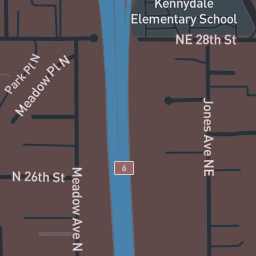 Kennydale
Elementary School
NE 28th St
Park Pl N
Meadow Pl N
Jones Ave NE
6
N 26th St
Meadow Ave N